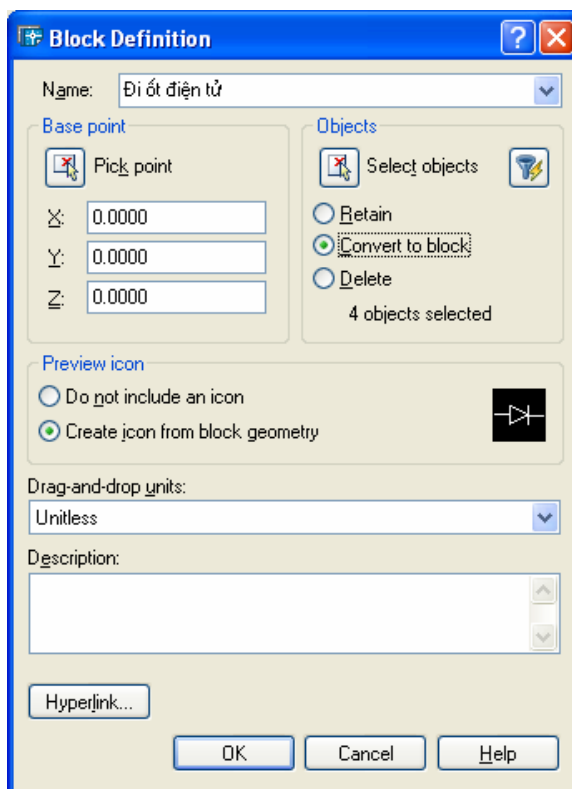 Block Definition
Name: Đi ốt điện tử
Base point
Pick point
X: 0.0000
Y: 0.0000
Z: 0.0000
Objects
Select objects
Retain
Convert to block
Delete
4 objects selected
Preview icon
Do not include an icon
Create icon from block geometry
Drag-and-drop units:
Unitless
Description:
Hyperlink...
OK Cancel Help